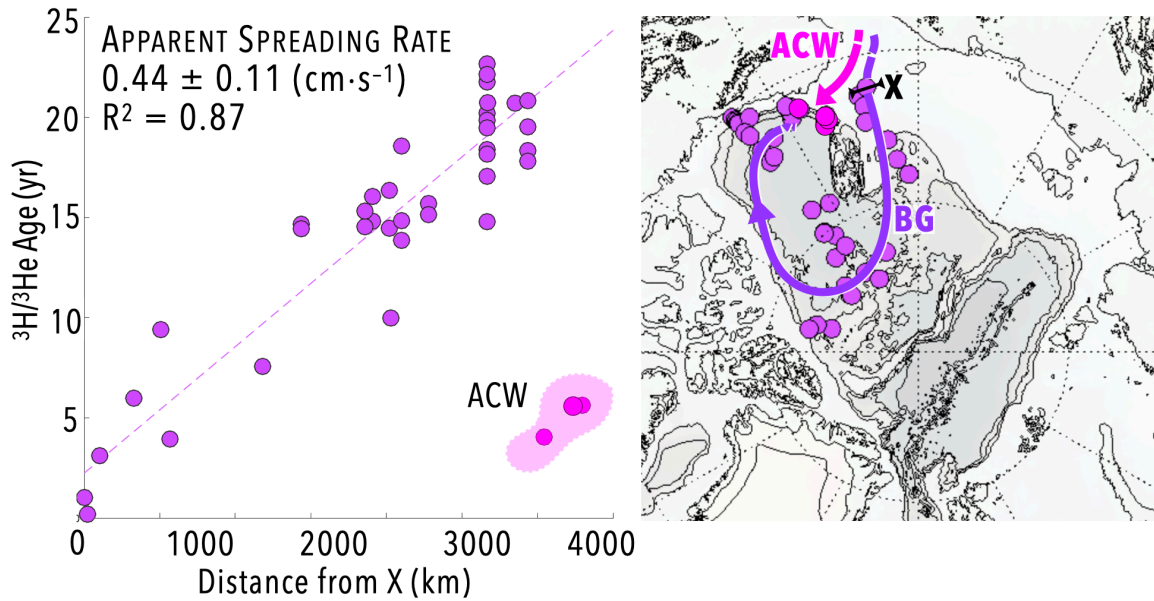 APPARENT SPREADING RATE
0.44 ± 0.11 (cm·s⁻¹)
R² = 0.87
25
20
15
10
5
³H/³He Age (yr)
ACW
0 1000 2000 3000 4000
Distance from X (km)
ACW
X
BG